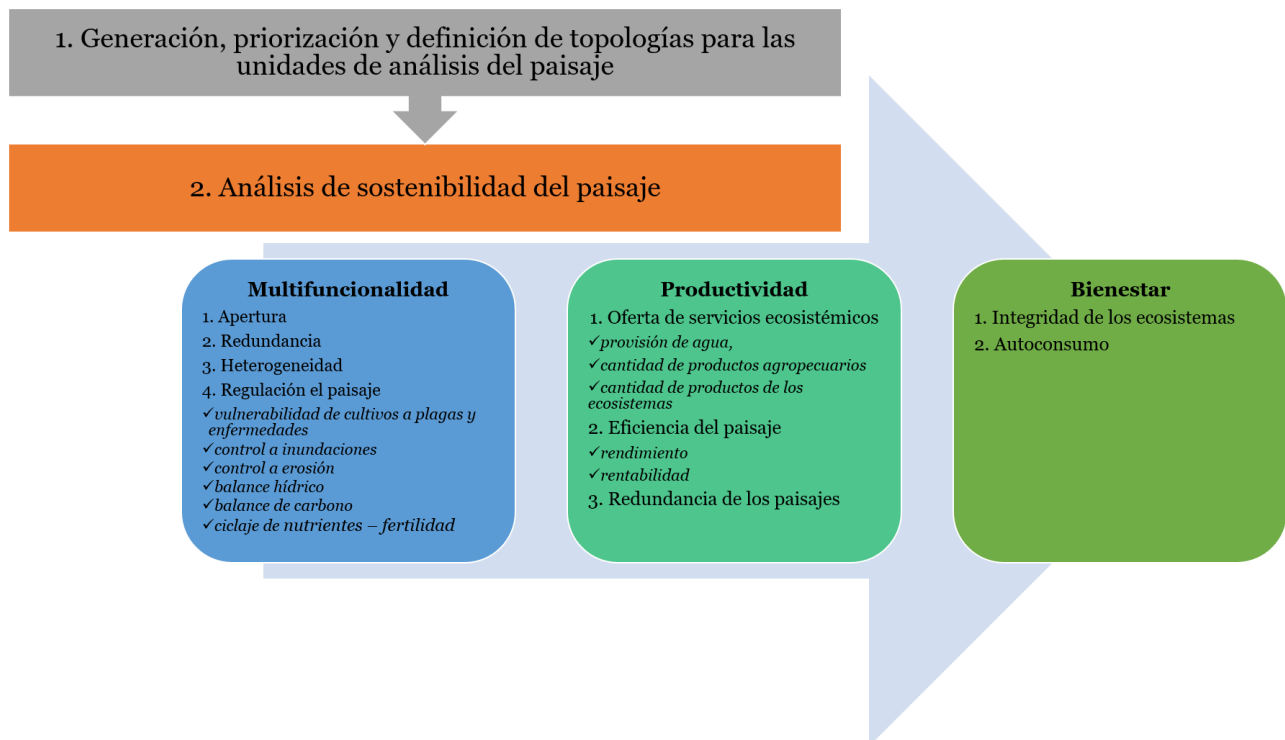 1. Generación, priorización y definición de topologías para las
unidades de análisis del paisaje
2. Análisis de sostenibilidad del paisaje
Multifuncionalidad
1. Apertura
2. Redundancia
3. Heterogeneidad
4. Regulación el paisaje
✓vulnerabilidad de cultivos a plagas y
enfermedades
✓control a inundaciones
✓control a erosión
✓balance hídrico
✓balance de carbono
✓ciclaje de nutrientes – fertilidad
Productividad
1. Oferta de servicios ecosistémicos
✓provisión de agua,
✓cantidad de productos agropecuarios
✓cantidad de productos de los
ecosistemas
2. Eficiencia del paisaje
✓rendimiento
✓rentabilidad
3. Redundancia de los paisajes
Bienestar
1. Integridad de los ecosistemas
2. Autoconsumo